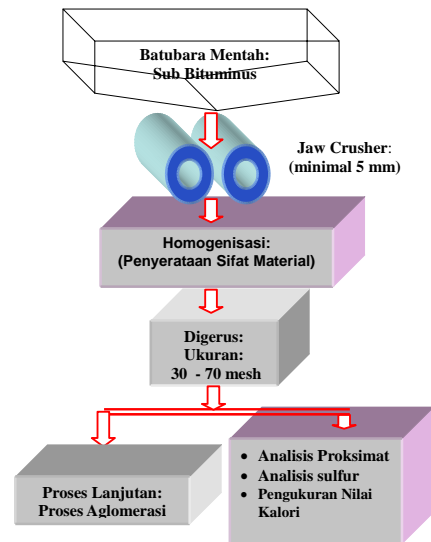 Batubara Mentah:
Sub Bituminus
Jaw Crusher:
(minimal 5 mm)
Homogenisasi:
(Penyerataan Sifat Material)
Digerus:
Ukuran:
30 - 70 mesh
Proses Lanjutan:
Proses Aglomerasi
• Analisis Proksimat
• Analisis sulfur
• Pengukuran Nilai
Kalori